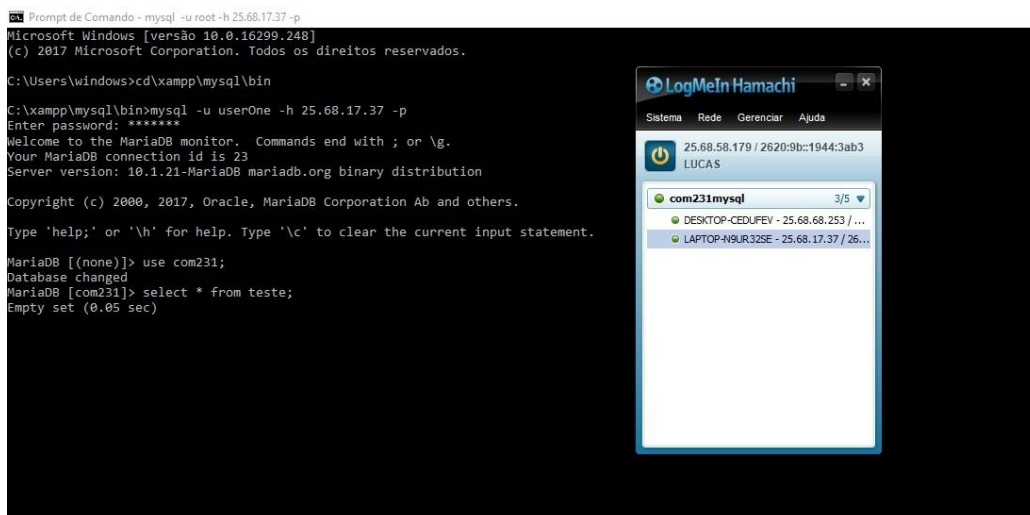 Prompt de Comando - mysql -u root -h 25.68.17.37 -p
Microsoft Windows [versão 10.0.16299.248]
(c) 2017 Microsoft Corporation. Todos os direitos reservados.
C:\Users\windows>cd\xampp\mysql\bin
C:\xampp\mysql\bin>mysql -u userOne -h 25.68.17.37 -p
Enter password: *******
Welcome to the MariaDB monitor.  Commands end with ; or \g.
Your MariaDB connection id is 23
Server version: 10.1.21-MariaDB mariadb.org binary distribution
Copyright (c) 2000, 2017, Oracle, MariaDB Corporation Ab and others.
Type 'help;' or '\h' for help. Type '\c' to clear the current input statement.
MariaDB [(none)]> use com231;
Database changed
MariaDB [com231]> select * from teste;
Empty set (0.05 sec)
LogMeIn Hamachi
Sistema Rede Gerenciar Ajuda
25.68.58.179 / 2620:9b::1944:3ab3
LUCAS
com231mysql 3/5
DESKTOP-CEDUFEV - 25.68.68.253 / ...
LAPTOP-N9UR32SE - 25.68.17.37 / 26...